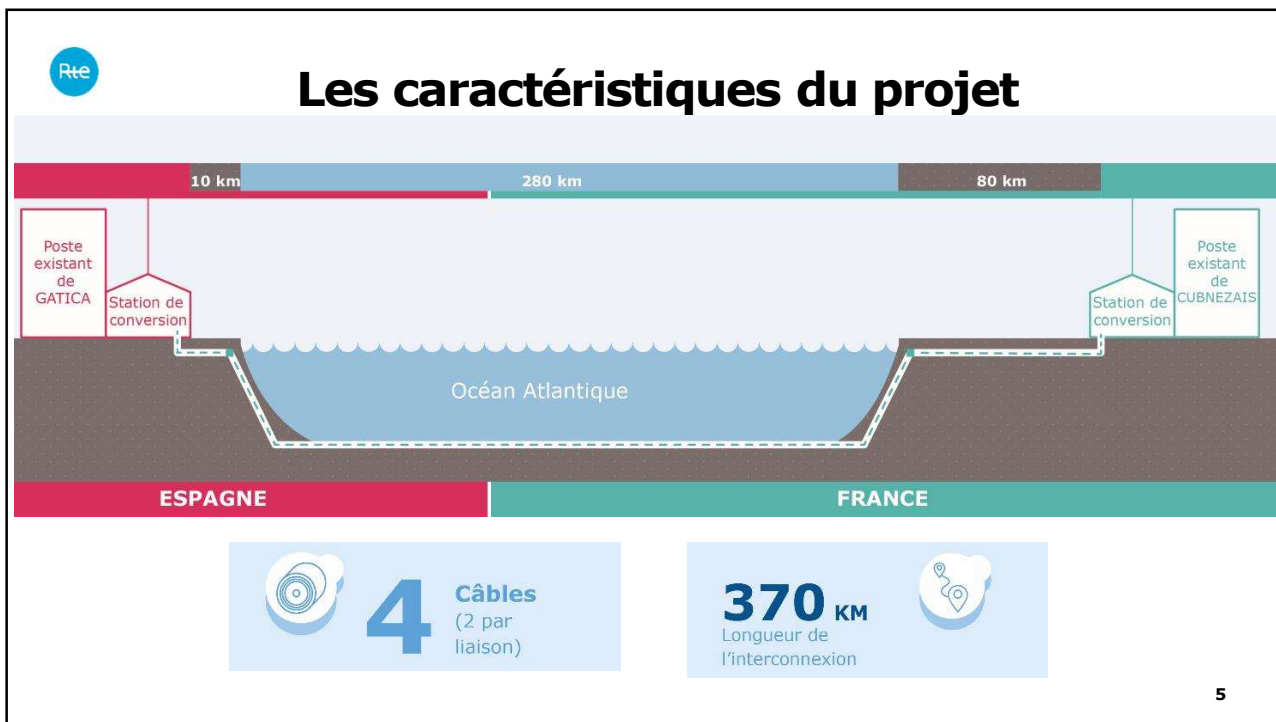 Rte
Les caractéristiques du projet
10 km
280 km
80 km
Poste
existant
de
GATICA
Station de
conversion
Océan Atlantique
Station de
conversion
Poste
existant
de
CUBNEZAIS
ESPAGNE
FRANCE
4
Câbles
(2 par
liaison)
370 KM
Longueur de
l'interconnexion
5